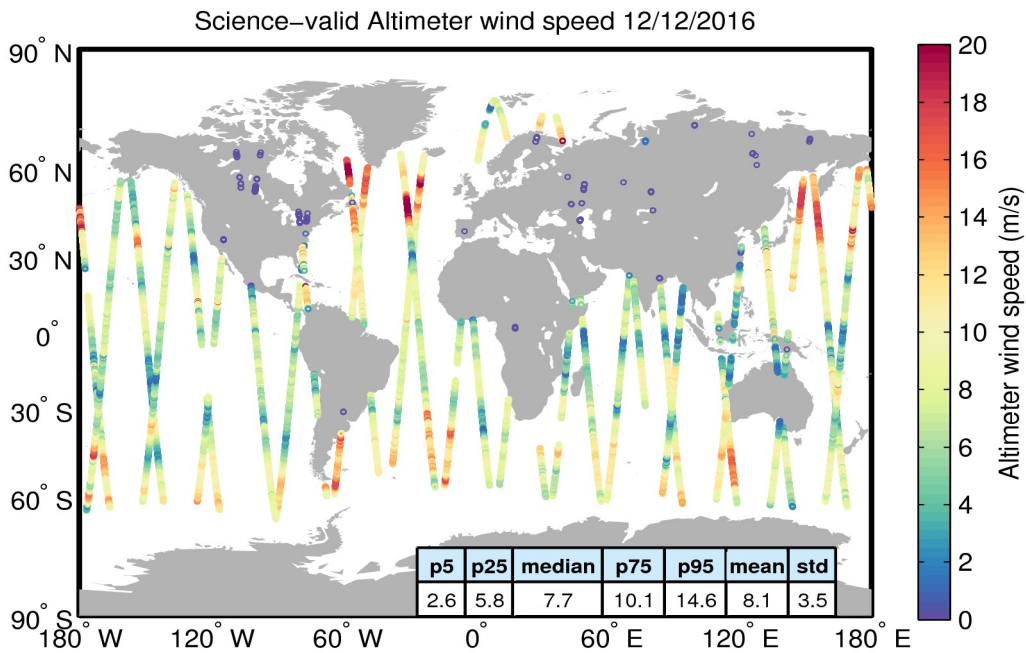 Science−valid Altimeter wind speed 12/12/2016
90° N
60° N
30° N
0°
30° S
60° S
90° S
180° W 120° W 60° W 0° 60° E 120° E 180° E
p5 p25 median p75 p95 mean std
2.6 5.8 7.7 10.1 14.6 8.1 3.5
20
18
16
14
12
10
8
6
4
2
0
Altimeter wind speed (m/s)